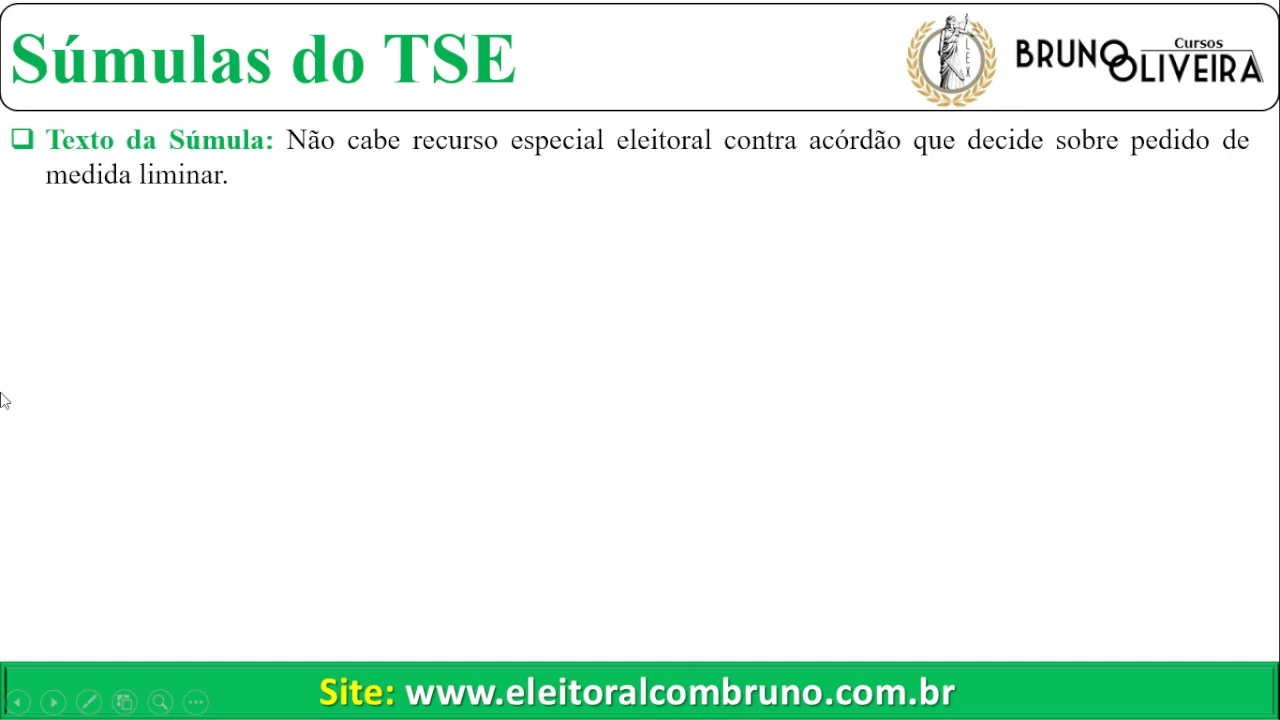 Súmulas do TSE
Cursos
BRUNO
OLIVEIRA
LEX
Texto da Súmula: Não cabe recurso especial eleitoral contra acórdão que decide sobre pedido de
medida liminar.
Site: www.eleitoralcombruno.com.br